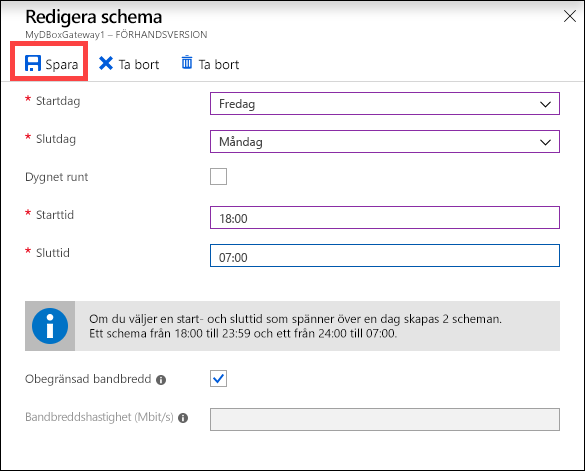 Redigera schema
MyDBoxGateway1 – FÖRHANDSVERSION
Spara Ta bort Ta bort
* Startdag Fredag
* Slutdag Måndag
Dygnet runt
* Starttid 18:00
* Sluttid 07:00
Om du väljer en start- och sluttid som spänner över en dag skapas 2 scheman.
Ett schema från 18:00 till 23:59 och ett från 24:00 till 07:00.
Obegränsad bandbredd
Bandbreddshastighet (Mbit/s)